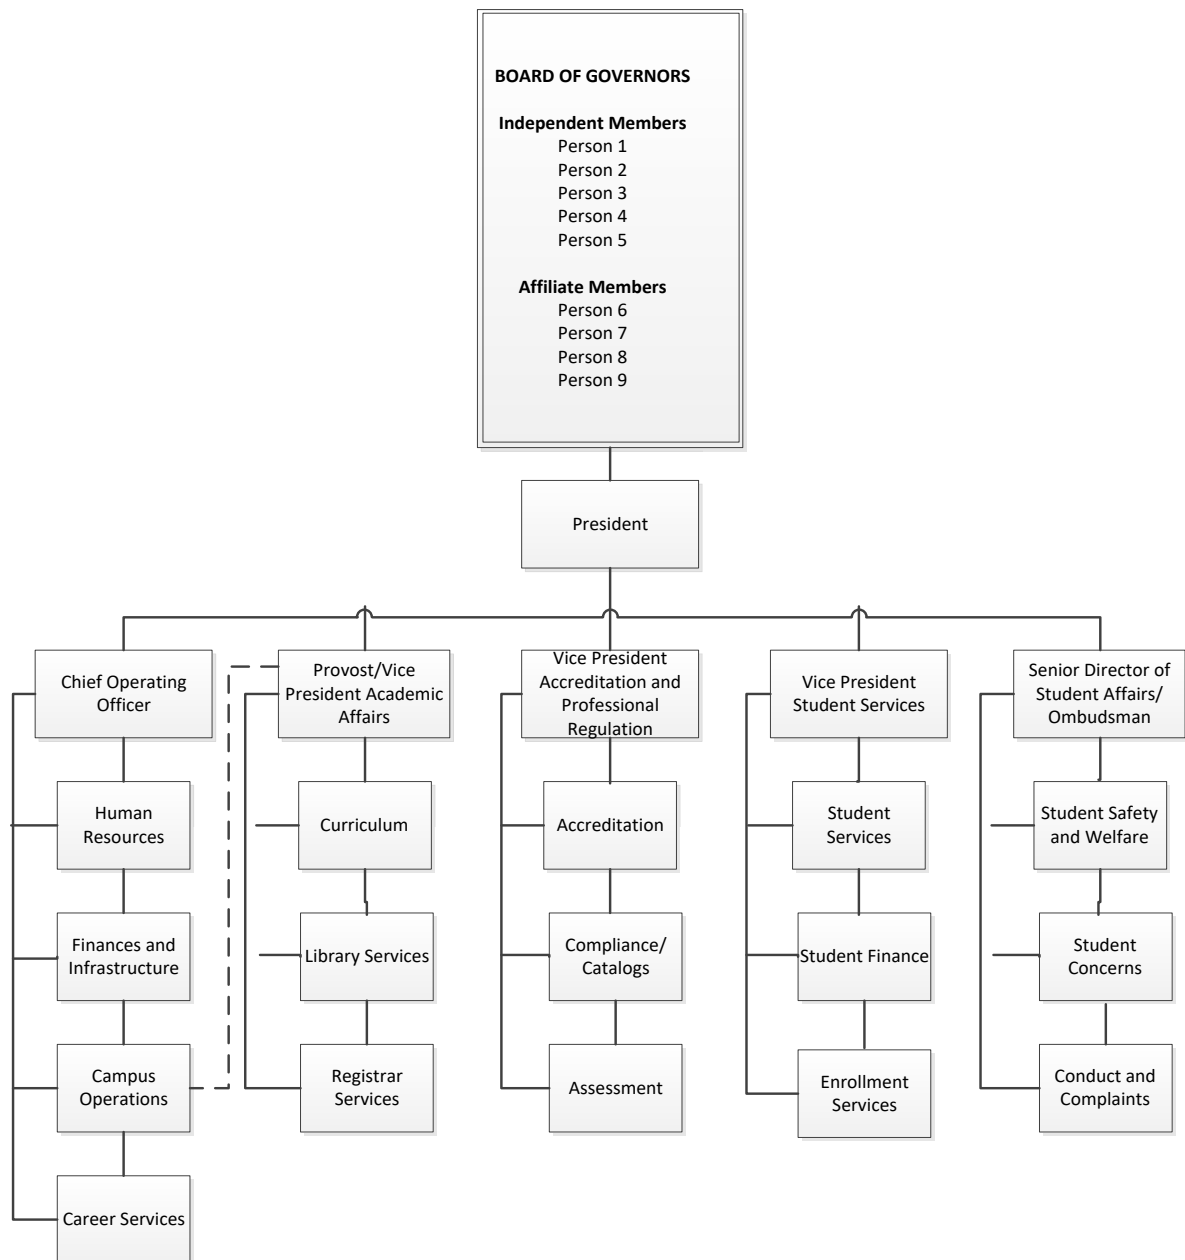 BOARD OF GOVERNORS
Independent Members
Person 1
Person 2
Person 3
Person 4
Person 5
Affiliate Members
Person 6
Person 7
Person 8
Person 9
President
Chief Operating
Officer
Provost/Vice
President Academic
Affairs
Vice President
Accreditation and
Professional
Regulation
Vice President
Student Services
Senior Director of
Student Affairs/
Ombudsman
Human
Resources
Curriculum
Accreditation
Student
Services
Student Safety
and Welfare
Finances and
Infrastructure
Library Services
Compliance/
Catalogs
Student Finance
Student
Concerns
Campus
Operations
Registrar
Services
Assessment
Enrollment
Services
Conduct and
Complaints
Career Services